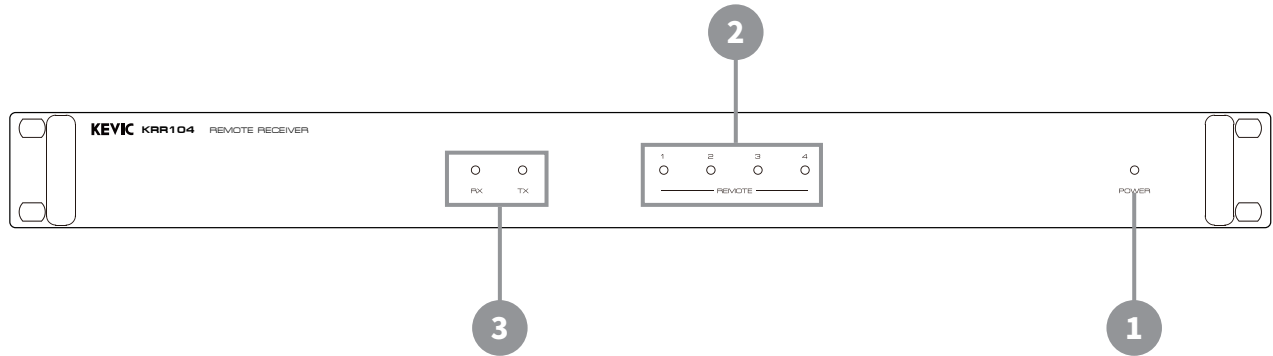 2
KEVIC KRR104 REMOTE RECEIVER
1 2 3 4
RX TX
REMOTE
POWER
3
1